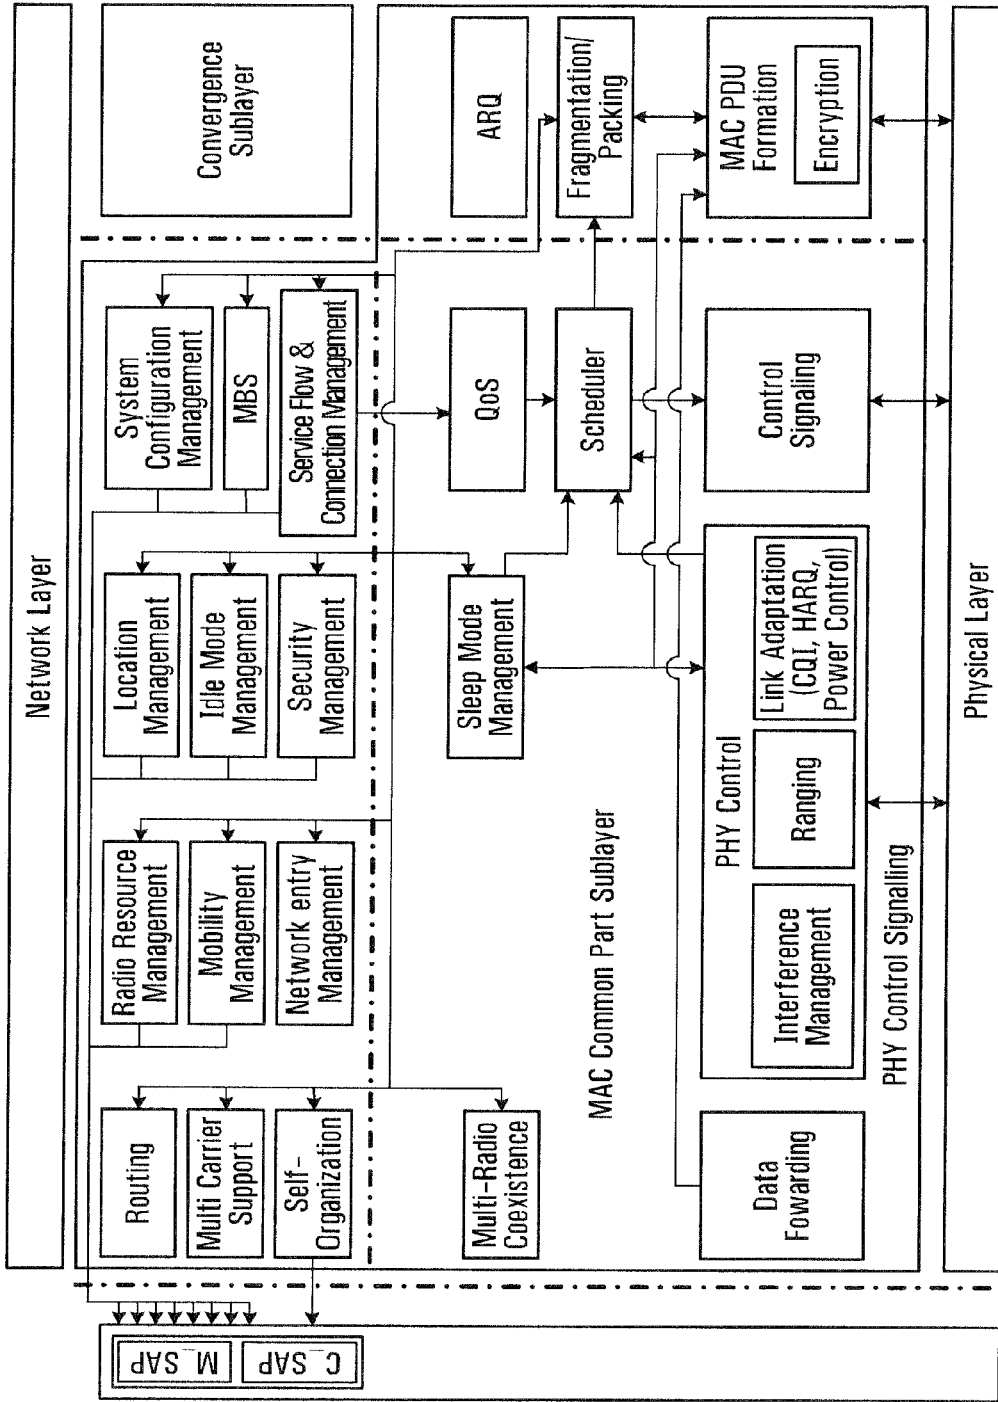 Network Layer
M_SAP
C_SAP
Routing
Multi Carrier
Support
Self-
Organization
Radio Resource
Management
Mobility
Management
Network entry
Management
Location
Management
Idle Mode
Management
Security
Management
System
Configuration
Management
MBS
Service Flow &
Connection Management
Convergence
Sublayer
Multi-Radio
Coexistence
Sleep Mode
Management
QoS
ARQ
Scheduler
Fragmentation/
Packing
MAC Common Part Sublayer
Data
Fowarding
PHY Control
Interference
Management
Ranging
Link Adaptation
(CQI, HARQ,
Power Control)
Control
Signaling
MAC PDU
Formation
Encryption
PHY Control Signalling
Physical Layer